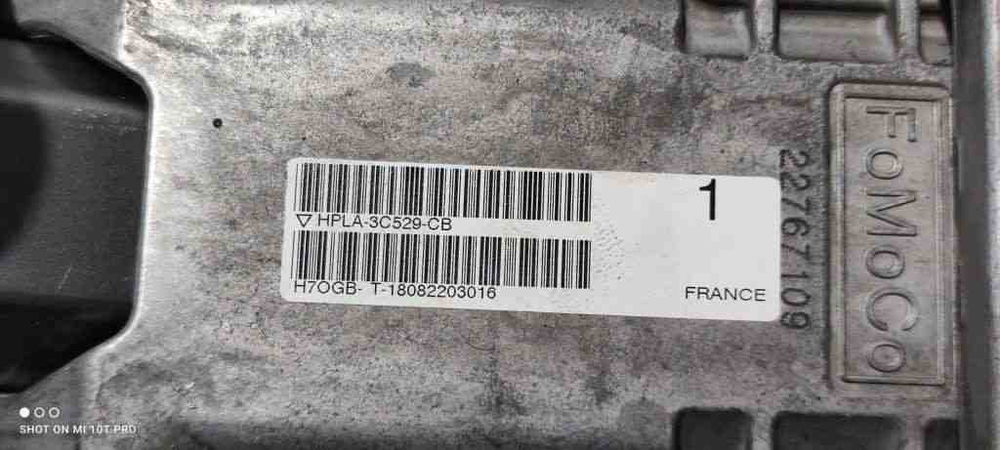 ▽ HPLA-3C529-CB
H7OGB- T-18082203016
1
FRANCE
22767109
FoMoCo
SHOT ON MI 10T PRO